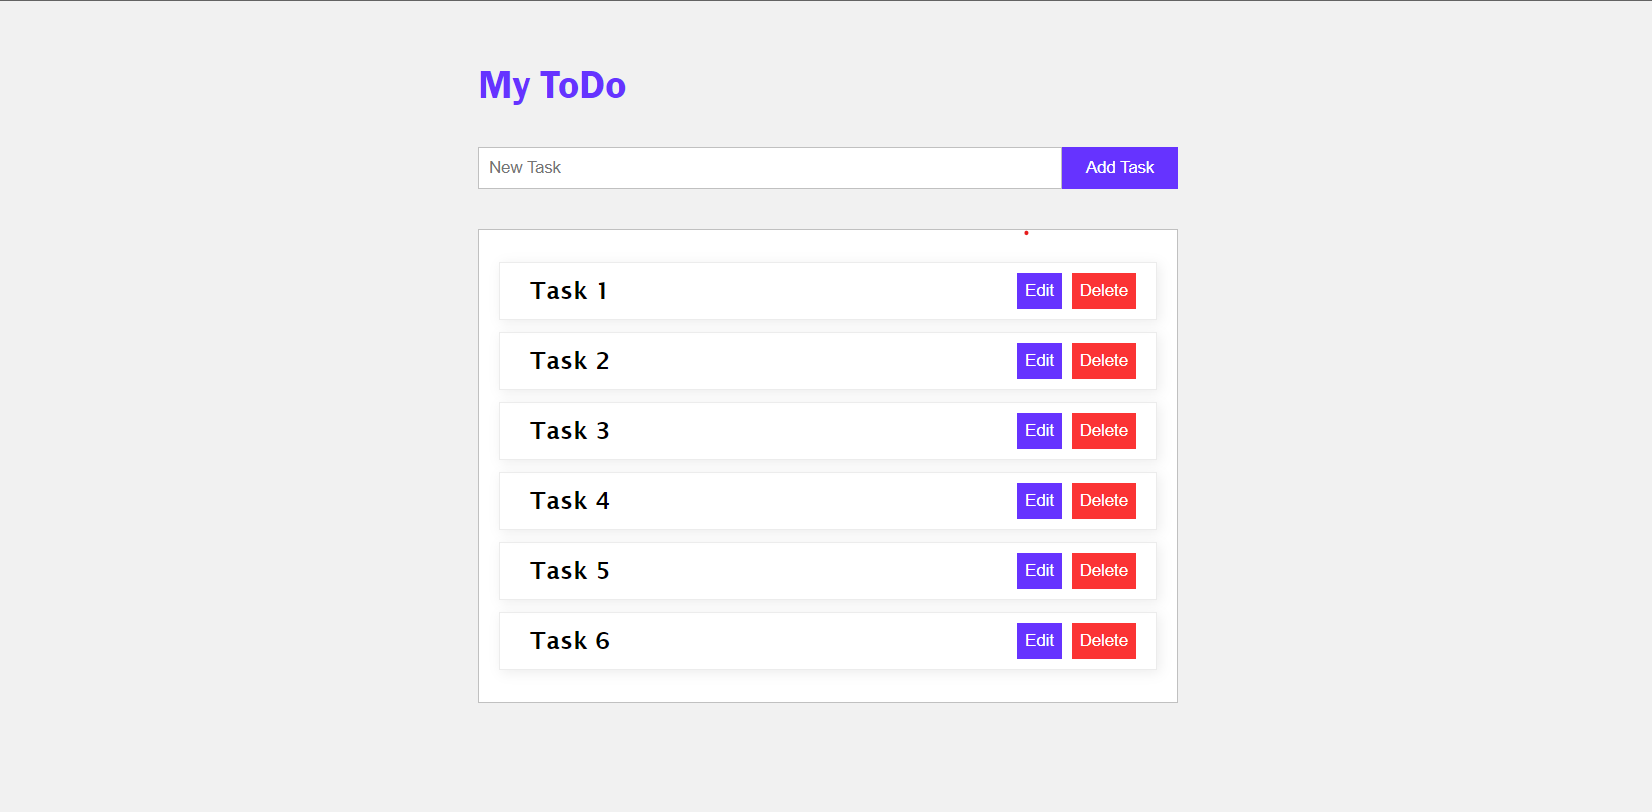 My ToDo
New Task Add Task
Task 1 Edit Delete
Task 2 Edit Delete
Task 3 Edit Delete
Task 4 Edit Delete
Task 5 Edit Delete
Task 6 Edit Delete